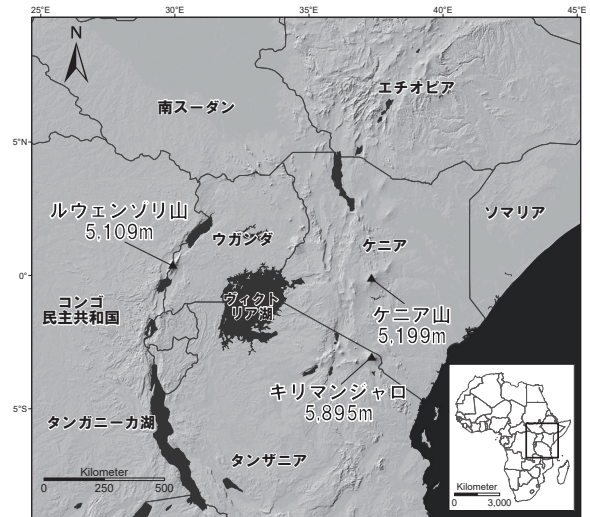 25°E
30°E
35°E
40°E
45°E
N
エチオピア
南スーダン
5°N
ルウェンゾリ山
5,109m
ソマリア
ウガンダ
ケニア
0°
コンゴ
民主共和国
ヴィクト
リア湖
ケニア山
5,199m
キリマンジャロ
5,895m
5°S
タンガニーカ湖
タンザニア
Kilometer
0 250 500
Kilometer
0 3,000